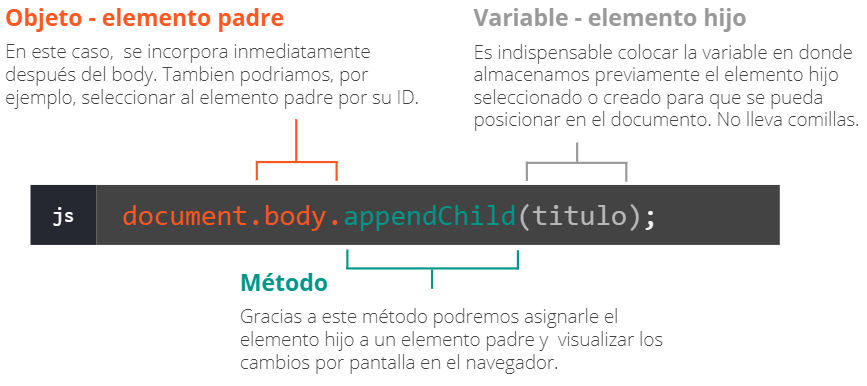 Objeto - elemento padre
En este caso, se incorpora inmediatamente
después del body. Tambien podriamos, por
ejemplo, seleccionar al elemento padre por su ID.
Variable - elemento hijo
Es indispensable colocar la variable en donde
almacenamos previamente el elemento hijo
seleccionado o creado para que se pueda
posicionar en el documento. No lleva comillas.
js
document.body.appendChild(titulo);
Método
Gracias a este método podremos asignarle el
elemento hijo a un elemento padre y visualizar los
cambios por pantalla en el navegador.